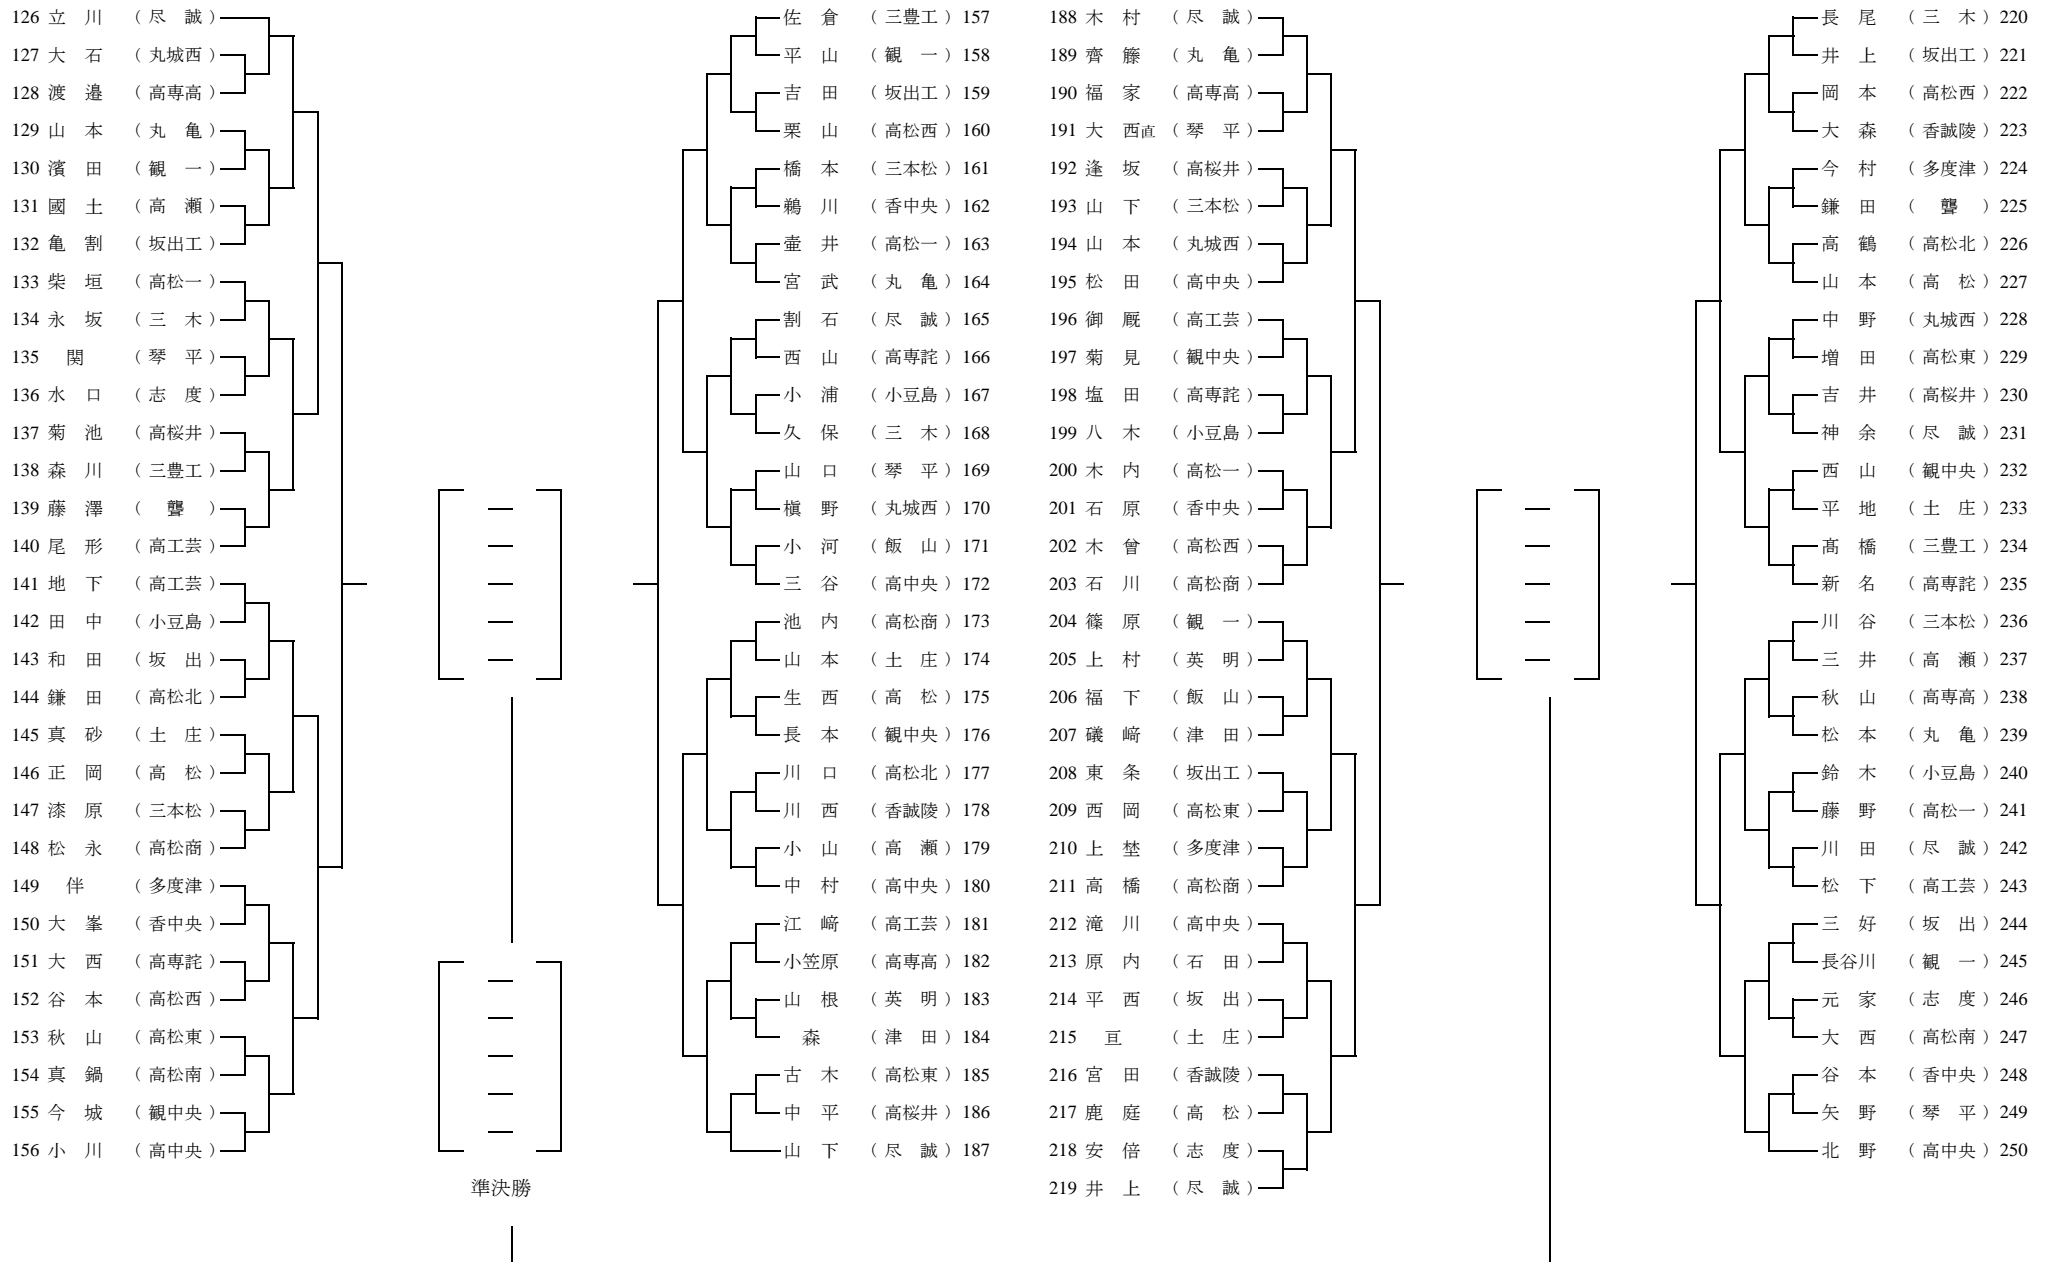 126 立 川 （ 尽 誠 ）
127 大 石 （ 丸城西 ）
128 渡 邉 （ 高専高 ）
129 山 本 （ 丸 亀 ）
130 濱 田 （ 観 一 ）
131 國 土 （ 高 瀬 ）
132 亀 割 （ 坂出工 ）
133 柴 垣 （ 高松一 ）
134 永 坂 （ 三 木 ）
135 関 （ 琴 平 ）
136 水 口 （ 志 度 ）
137 菊 池 （ 高桜井 ）
138 森 川 （ 三豊工 ）
139 藤 澤 （ 聾 ）
140 尾 形 （ 高工芸 ）
141 地 下 （ 高工芸 ）
142 田 中 （ 小豆島 ）
143 和 田 （ 坂 出 ）
144 鎌 田 （ 高松北 ）
145 真 砂 （ 土 庄 ）
146 正 岡 （ 高 松 ）
147 漆 原 （ 三本松 ）
148 松 永 （ 高松商 ）
149 伴 （ 多度津 ）
150 大 峯 （ 香中央 ）
151 大 西 （ 高専詫 ）
152 谷 本 （ 高松西 ）
153 秋 山 （ 高松東 ）
154 真 鍋 （ 高松南 ）
155 今 城 （ 観中央 ）
156 小 川 （ 高中央 ）
準決勝
佐 倉 （ 三豊工 ） 157
平 山 （ 観 一 ） 158
吉 田 （ 坂出工 ） 159
栗 山 （ 高松西 ） 160
橋 本 （ 三本松 ） 161
鵜 川 （ 香中央 ） 162
壷 井 （ 高松一 ） 163
宮 武 （ 丸 亀 ） 164
割 石 （ 尽 誠 ） 165
西 山 （ 高専詫 ） 166
小 浦 （ 小豆島 ） 167
久 保 （ 三 木 ） 168
山 口 （ 琴 平 ） 169
槇 野 （ 丸城西 ） 170
小 河 （ 飯 山 ） 171
三 谷 （ 高中央 ） 172
池 内 （ 高松商 ） 173
山 本 （ 土 庄 ） 174
生 西 （ 高 松 ） 175
長 本 （ 観中央 ） 176
川 口 （ 高松北 ） 177
川 西 （ 香誠陵 ） 178
小 山 （ 高 瀬 ） 179
中 村 （ 高中央 ） 180
江 﨑 （ 高工芸 ） 181
小笠原 （ 高専高 ） 182
山 根 （ 英 明 ） 183
森 （ 津 田 ） 184
古 木 （ 高松東 ） 185
中 平 （ 高桜井 ） 186
山 下 （ 尽 誠 ） 187
188 木 村 （ 尽 誠 ）
189 齊 籐 （ 丸 亀 ）
190 福 家 （ 高専高 ）
191 大 西直 （ 琴 平 ）
192 逢 坂 （ 高桜井 ）
193 山 下 （ 三本松 ）
194 山 本 （ 丸城西 ）
195 松 田 （ 高中央 ）
196 御 厩 （ 高工芸 ）
197 菊 見 （ 観中央 ）
198 塩 田 （ 高専詫 ）
199 八 木 （ 小豆島 ）
200 木 内 （ 高松一 ）
201 石 原 （ 香中央 ）
202 木 曾 （ 高松西 ）
203 石 川 （ 高松商 ）
204 篠 原 （ 観 一 ）
205 上 村 （ 英 明 ）
206 福 下 （ 飯 山 ）
207 礒 﨑 （ 津 田 ）
208 東 条 （ 坂出工 ）
209 西 岡 （ 高松東 ）
210 上 埜 （ 多度津 ）
211 高 橋 （ 高松商 ）
212 滝 川 （ 高中央 ）
213 原 内 （ 石 田 ）
214 平 西 （ 坂 出 ）
215 亘 （ 土 庄 ）
216 宮 田 （ 香誠陵 ）
217 鹿 庭 （ 高 松 ）
218 安 倍 （ 志 度 ）
219 井 上 （ 尽 誠 ）
長 尾 （ 三 木 ） 220
井 上 （ 坂出工 ） 221
岡 本 （ 高松西 ） 222
大 森 （ 香誠陵 ） 223
今 村 （ 多度津 ） 224
鎌 田 （ 聾 ） 225
高 鶴 （ 高松北 ） 226
山 本 （ 高 松 ） 227
中 野 （ 丸城西 ） 228
増 田 （ 高松東 ） 229
吉 井 （ 高桜井 ） 230
神 余 （ 尽 誠 ） 231
西 山 （ 観中央 ） 232
平 地 （ 土 庄 ） 233
髙 橋 （ 三豊工 ） 234
新 名 （ 高専詫 ） 235
川 谷 （ 三本松 ） 236
三 井 （ 高 瀬 ） 237
秋 山 （ 高専高 ） 238
松 本 （ 丸 亀 ） 239
鈴 木 （ 小豆島 ） 240
藤 野 （ 高松一 ） 241
川 田 （ 尽 誠 ） 242
松 下 （ 高工芸 ） 243
三 好 （ 坂 出 ） 244
長谷川 （ 観 一 ） 245
元 家 （ 志 度 ） 246
大 西 （ 高松南 ） 247
谷 本 （ 香中央 ） 248
矢 野 （ 琴 平 ） 249
北 野 （ 高中央 ） 250